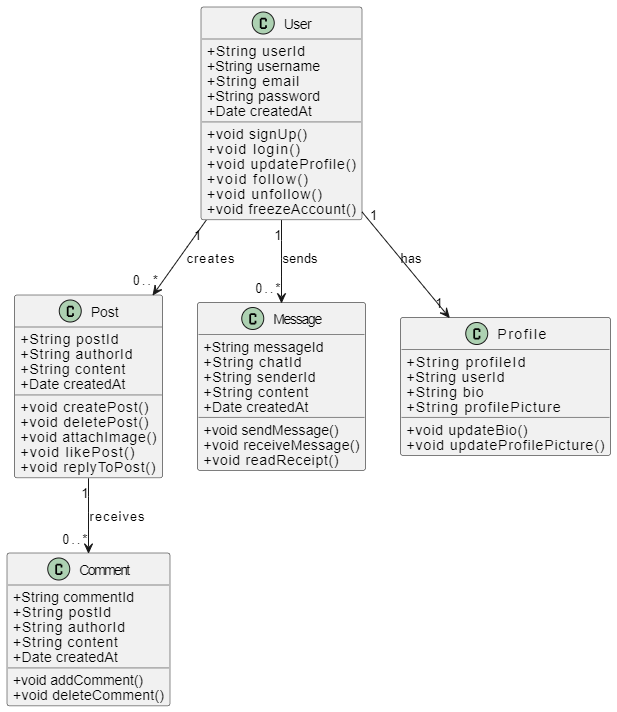 C User
+String userId
+String username
+String email
+String password
+Date createdAt
+void signUp()
+void login()
+void updateProfile()
+void follow()
+void unfollow()
+void freezeAccount()
1
creates
0..*
1
sends
0..*
1
has
1
C Post
+String postId
+String authorId
+String content
+Date createdAt
+void createPost()
+void deletePost()
+void attachImage()
+void likePost()
+void replyToPost()
C Message
+String messageId
+String chatId
+String senderId
+String content
+Date createdAt
+void sendMessage()
+void receiveMessage()
+void readReceipt()
C Profile
+String profileId
+String userId
+String bio
+String profilePicture
+void updateBio()
+void updateProfilePicture()
1
receives
0..*
C Comment
+String commentId
+String postId
+String authorId
+String content
+Date createdAt
+void addComment()
+void deleteComment()